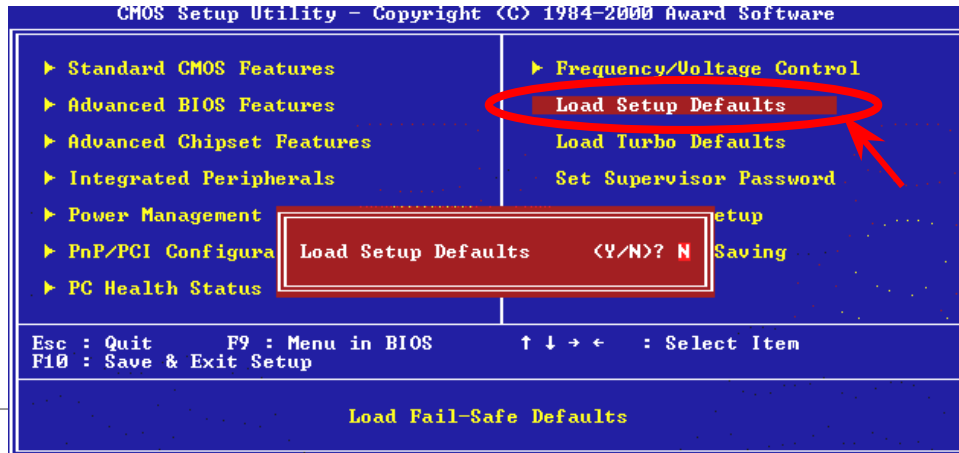 CMOS Setup Utility - Copyright (C) 1984-2000 Award Software
▶ Standard CMOS Features
▶ Advanced BIOS Features
▶ Advanced Chipset Features
▶ Integrated Peripherals
▶ Power Management
▶ PnP/PCI Configura
▶ PC Health Status
▶ Frequency/Voltage Control
Load Setup Defaults
Load Turbo Defaults
Set Supervisor Password
etup
Saving
Load Setup Defaults (Y/N)? N
Esc : Quit F9 : Menu in BIOS ↑ ↓ → ← : Select Item
F10 : Save & Exit Setup
Load Fail-Safe Defaults